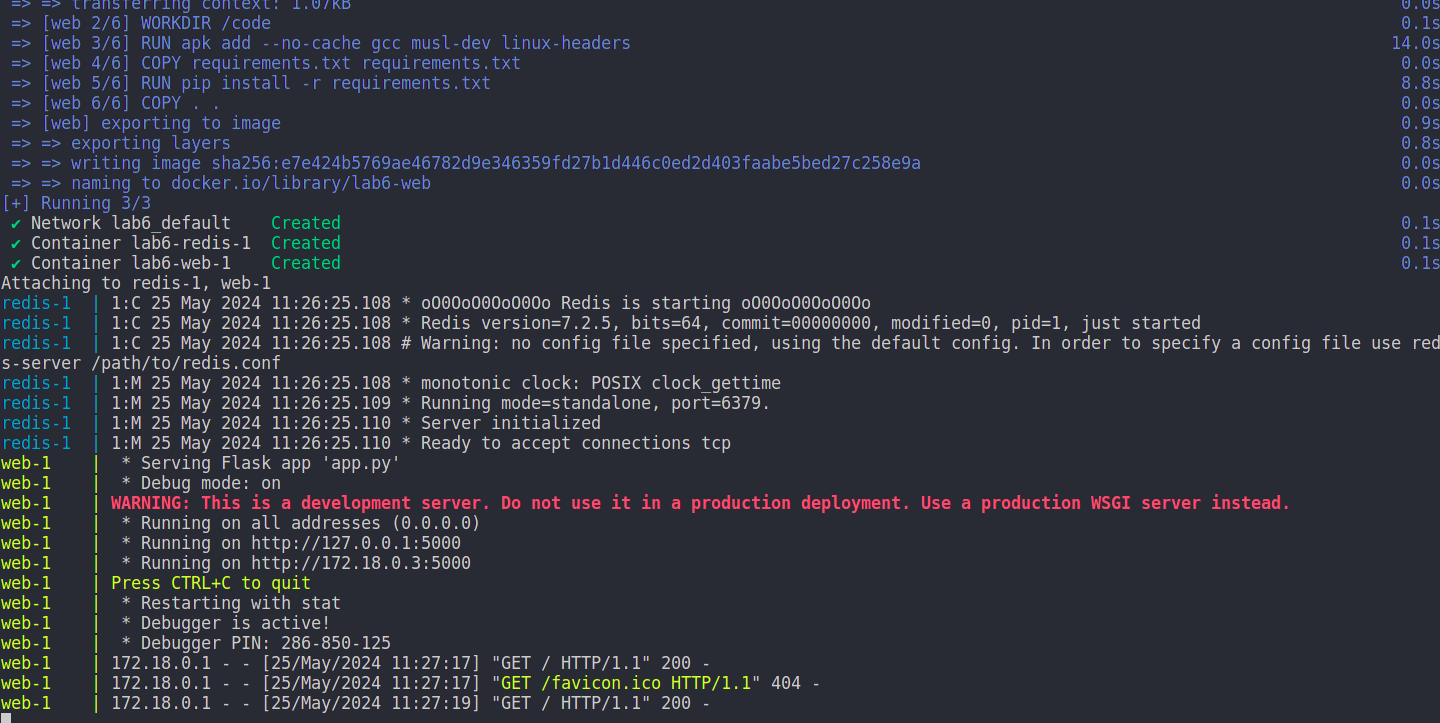 => => transferring context: 1.07kB 0.0s
=> [web 2/6] WORKDIR /code 0.1s
=> [web 3/6] RUN apk add --no-cache gcc musl-dev linux-headers 14.0s
=> [web 4/6] COPY requirements.txt requirements.txt 0.0s
=> [web 5/6] RUN pip install -r requirements.txt 8.8s
=> [web 6/6] COPY . . 0.0s
=> [web] exporting to image 0.9s
=> => exporting layers 0.8s
=> => writing image sha256:e7e424b5769ae46782d9e346359fd27b1d446c0ed2d403faabe5bed27c258e9a 0.0s
=> => naming to docker.io/library/lab6-web 0.0s
[+] Running 3/3
✔ Network lab6_default Created 0.1s
✔ Container lab6-redis-1 Created 0.1s
✔ Container lab6-web-1 Created 0.1s
Attaching to redis-1, web-1
redis-1 | 1:C 25 May 2024 11:26:25.108 * oO0OoO0OoO0Oo Redis is starting oO0OoO0OoO0Oo
redis-1 | 1:C 25 May 2024 11:26:25.108 * Redis version=7.2.5, bits=64, commit=00000000, modified=0, pid=1, just started
redis-1 | 1:C 25 May 2024 11:26:25.108 # Warning: no config file specified, using the default config. In order to specify a config file use red
s-server /path/to/redis.conf
redis-1 | 1:M 25 May 2024 11:26:25.108 * monotonic clock: POSIX clock_gettime
redis-1 | 1:M 25 May 2024 11:26:25.109 * Running mode=standalone, port=6379.
redis-1 | 1:M 25 May 2024 11:26:25.110 * Server initialized
redis-1 | 1:M 25 May 2024 11:26:25.110 * Ready to accept connections tcp
web-1 | * Serving Flask app 'app.py'
web-1 | * Debug mode: on
web-1 | WARNING: This is a development server. Do not use it in a production deployment. Use a production WSGI server instead.
web-1 | * Running on all addresses (0.0.0.0)
web-1 | * Running on http://127.0.0.1:5000
web-1 | * Running on http://172.18.0.3:5000
web-1 | Press CTRL+C to quit
web-1 | * Restarting with stat
web-1 | * Debugger is active!
web-1 | * Debugger PIN: 286-850-125
web-1 | 172.18.0.1 - - [25/May/2024 11:27:17] "GET / HTTP/1.1" 200 -
web-1 | 172.18.0.1 - - [25/May/2024 11:27:17] "GET /favicon.ico HTTP/1.1" 404 -
web-1 | 172.18.0.1 - - [25/May/2024 11:27:19] "GET / HTTP/1.1" 200 -